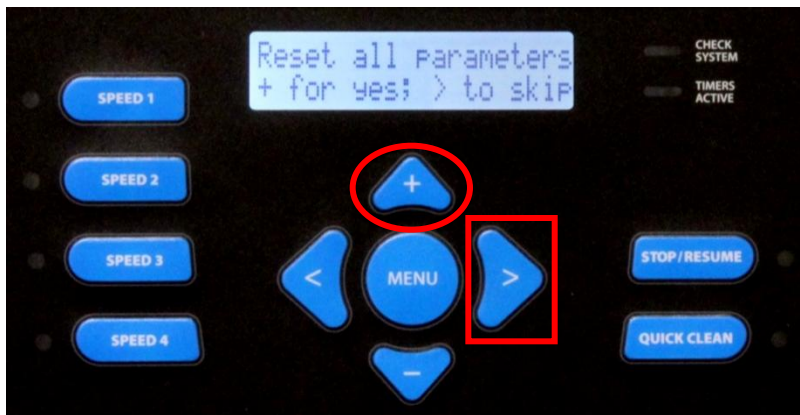 Reset all parameters
+ for yes; > to skip
CHECK
SYSTEM
TIMERS
ACTIVE
SPEED 1
SPEED 2
SPEED 3
SPEED 4
+
<
MENU
>
−
STOP/RESUME
QUICK CLEAN